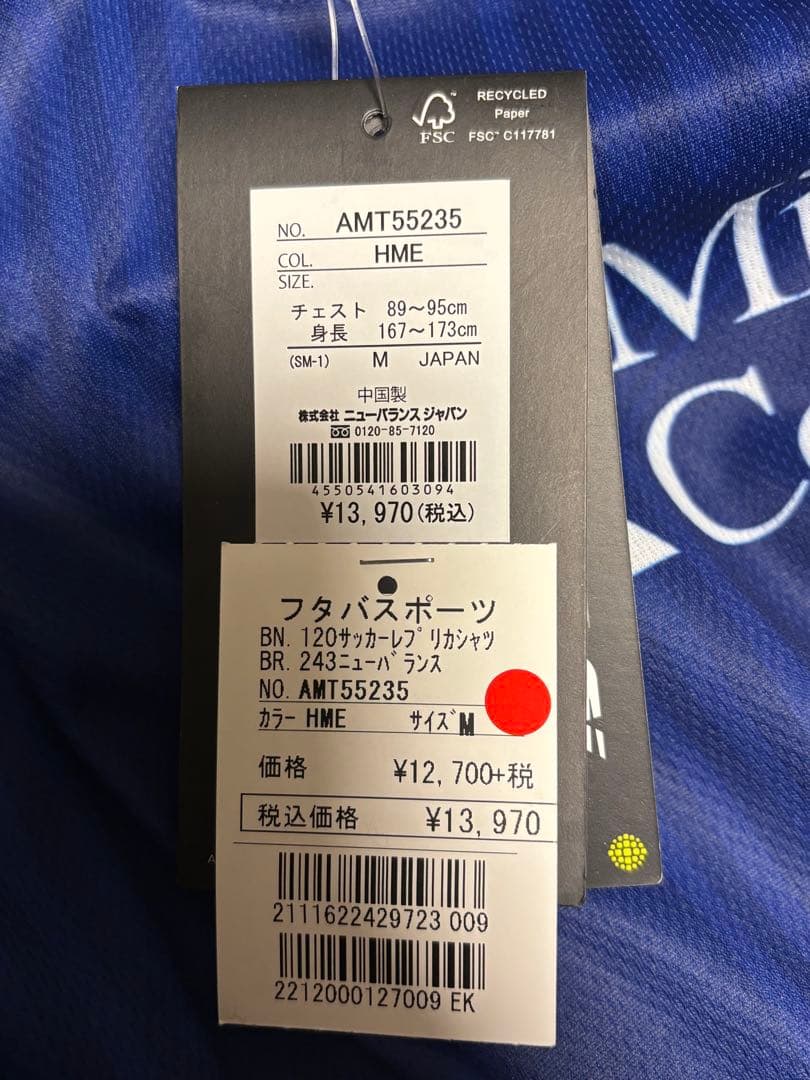 RECYCLED
Paper
FSC™ C117781
FSC
NO. AMT55235
COL. HME
SIZE.
チェスト 89～95cm
身長 167～173cm
(SM-1) M JAPAN
中国製
株式会社 ニューバランス ジャパン
0120-85-7120
4550541603094
¥13,970(税込)
フタバスポーツ
BN. 120サッカーレプリカシャツ
BR. 243ニューバランス
NO. AMT55235
カラー HME サイズ M
価格 ¥12,700+税
税込価格 ¥13,970
2111622429723 009
2212000127009 EK